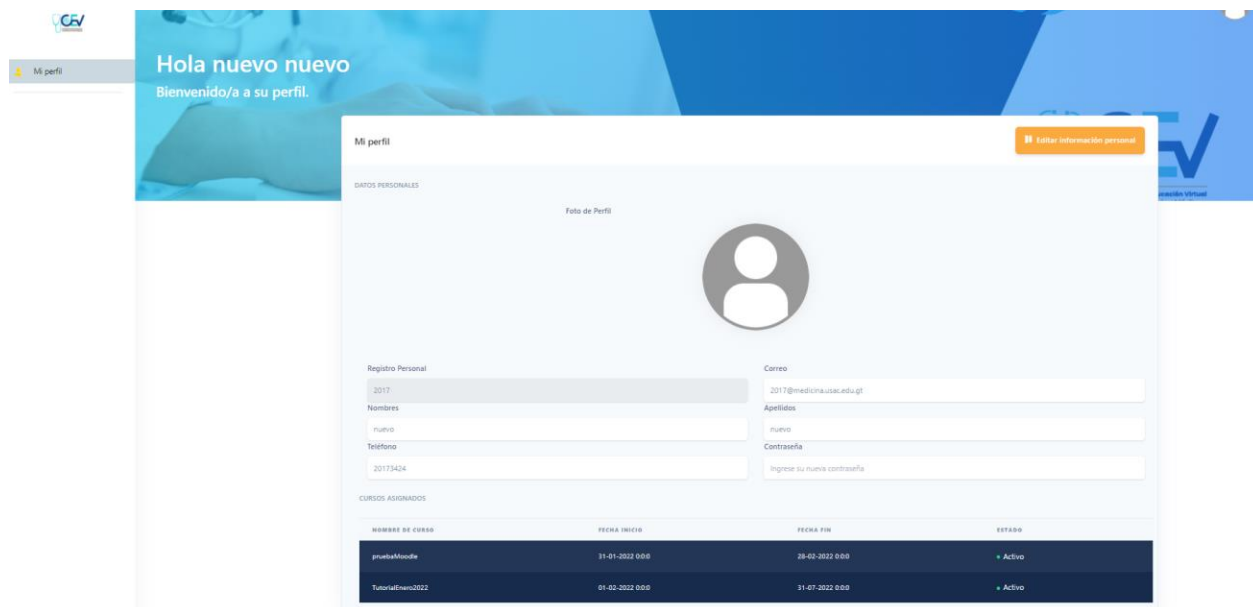 CEV
Mi perfil
Hola nuevo nuevo
Bienvenido/a a su perfil.
Mi perfil
Editar información personal
DATOS PERSONALES
Foto de Perfil
Registro Personal
Correo
2017
2017@medicina.usac.edu.gt
Nombres
Apellidos
nuevo
nuevo
Teléfono
Contraseña
20173424
Ingrese su nueva contraseña
CURSOS ASIGNADOS
NOMBRE DE CURSO FECHA INICIO FECHA FIN ESTADO
pruebaMoodle 31-01-2022 0:0:0 28-02-2022 0:0:0 Activo
TutorialEnero2022 01-02-2022 0:0:0 31-07-2022 0:0:0 Activo